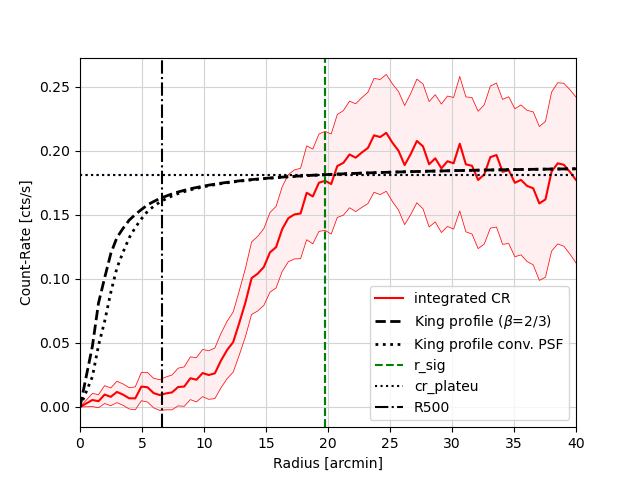 0.25
0.20
0.15
0.10
0.05
0.00
Count-Rate [cts/s]
integrated CR
King profile (β=2/3)
King profile conv. PSF
r_sig
cr_plateu
R500
0 5 10 15 20 25 30 35 40
Radius [arcmin]